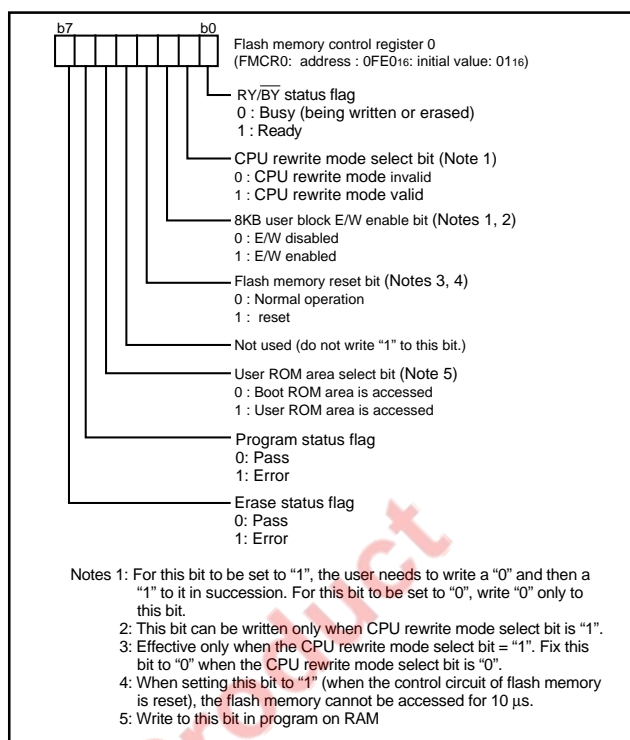 b7 b0
Flash memory control register 0
(FMCR0: address : 0FE016: initial value: 0116)
RY/BY status flag
0 : Busy (being written or erased)
1 : Ready
CPU rewrite mode select bit (Note 1)
0 : CPU rewrite mode invalid
1 : CPU rewrite mode valid
8KB user block E/W enable bit (Notes 1, 2)
0 : E/W disabled
1 : E/W enabled
Flash memory reset bit (Notes 3, 4)
0 : Normal operation
1 : reset
Not used (do not write “1” to this bit.)
User ROM area select bit (Note 5)
0 : Boot ROM area is accessed
1 : User ROM area is accessed
Program status flag
0: Pass
1: Error
Erase status flag
0: Pass
1: Error
Notes 1: For this bit to be set to “1”, the user needs to write a “0” and then a
“1” to it in succession. For this bit to be set to “0”, write “0” only to
this bit.
2: This bit can be written only when CPU rewrite mode select bit is “1”.
3: Effective only when the CPU rewrite mode select bit = “1”. Fix this
bit to “0” when the CPU rewrite mode select bit is “0”.
4: When setting this bit to “1” (when the control circuit of flash memory
is reset), the flash memory cannot be accessed for 10 μs.
5: Write to this bit in program on RAM